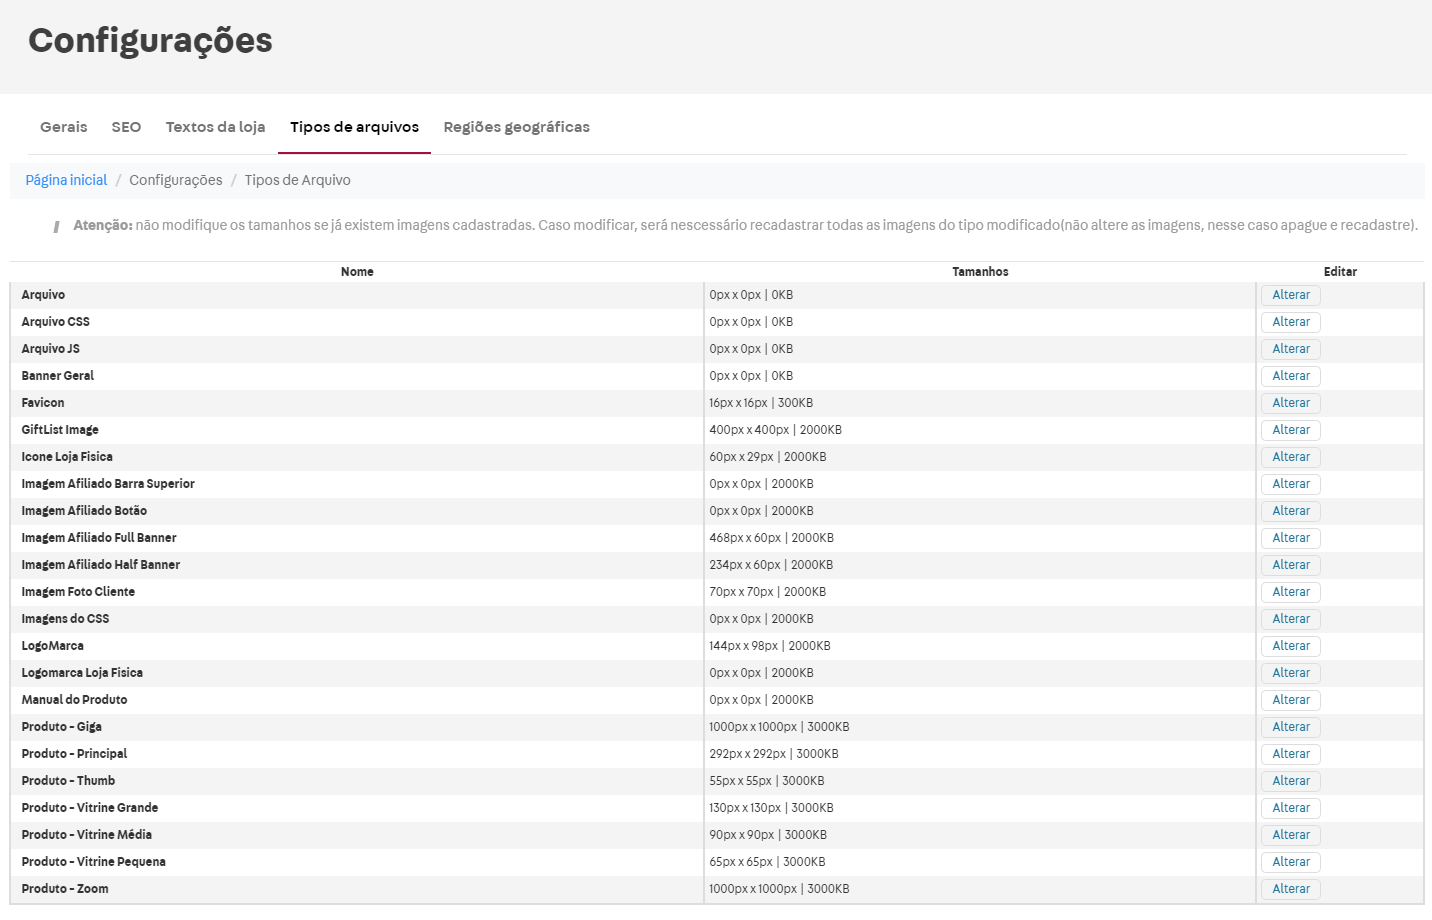 Configurações
Gerais SEO Textos da loja Tipos de arquivos Regiões geográficas
Página inicial / Configurações / Tipos de Arquivo
Atenção: não modifique os tamanhos se já existem imagens cadastradas. Caso modificar, será nescessário recadastrar todas as imagens do tipo modificado(não altere as imagens, nesse caso apague e recadastre).
Nome Tamanhos Editar
Arquivo 0px x 0px | 0KB Alterar
Arquivo CSS 0px x 0px | 0KB Alterar
Arquivo JS 0px x 0px | 0KB Alterar
Banner Geral 0px x 0px | 0KB Alterar
Favicon 16px x 16px | 300KB Alterar
GiftList Image 400px x 400px | 2000KB Alterar
Icone Loja Fisica 60px x 29px | 2000KB Alterar
Imagem Afiliado Barra Superior 0px x 0px | 2000KB Alterar
Imagem Afiliado Botão 0px x 0px | 2000KB Alterar
Imagem Afiliado Full Banner 468px x 60px | 2000KB Alterar
Imagem Afiliado Half Banner 234px x 60px | 2000KB Alterar
Imagem Foto Cliente 70px x 70px | 2000KB Alterar
Imagens do CSS 0px x 0px | 2000KB Alterar
LogoMarca 144px x 98px | 2000KB Alterar
Logomarca Loja Fisica 0px x 0px | 2000KB Alterar
Manual do Produto 0px x 0px | 2000KB Alterar
Produto - Giga 1000px x 1000px | 3000KB Alterar
Produto - Principal 292px x 292px | 3000KB Alterar
Produto - Thumb 55px x 55px | 3000KB Alterar
Produto - Vitrine Grande 130px x 130px | 3000KB Alterar
Produto - Vitrine Média 90px x 90px | 3000KB Alterar
Produto - Vitrine Pequena 65px x 65px | 3000KB Alterar
Produto - Zoom 1000px x 1000px | 3000KB Alterar